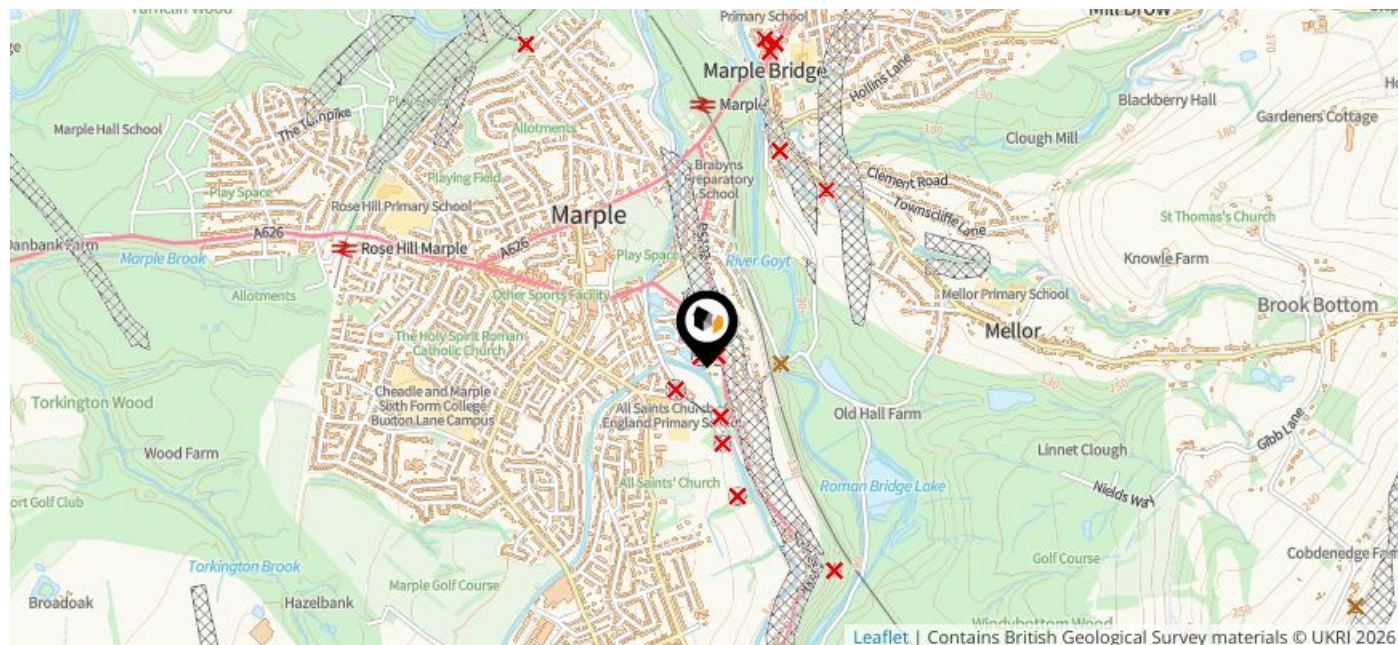 Primary School
Mill Brow
Marple Bridge
Hollins Lane
Blackberry Hall
Gardeners Cottage
Marple
The Turnpike
Play Space
Marple Hall School
Allotments
Clough Mill
Brabyns
Preparatory
School
Clement Road
Playing Field
Play Space
Rose Hill Primary School
Townscliffe Lane
St Thomas's Church
Marple
A626
Danbank Farm
Rose Hill Marple
A626
Marple Brook
Play Space
River Goyt
Knowle Farm
Allotments
Other Sports Facility
Mellor Primary School
Brook Bottom
Mellor
The Holy Spirit Roman
Catholic Church
Cheadle and Marple
Sixth Form College
Buxton Lane Campus
Torkington Wood
All Saints Church
England Primary
Old Hall Farm
Gibb Lane
Wood Farm
Linnet Clough
All Saints' Church
Roman Bridge Lake
Nields Way
ort Golf Club
Golf Course
Cobdenedge Farm
Torkington Brook
Marple Golf Course
Broadoak
Hazelbank
Windybottom Wood
Leaflet | Contains British Geological Survey materials © UKRI 2026